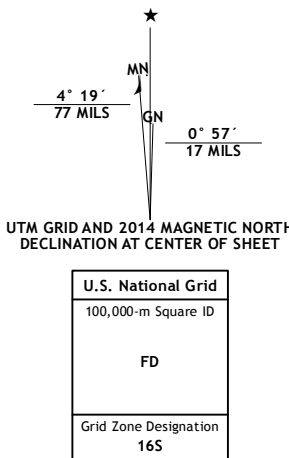 ★
MN
4° 19´
77 MILS
GN
0° 57´
17 MILS
UTM GRID AND 2014 MAGNETIC NORTH
DECLINATION AT CENTER OF SHEET
U.S. National Grid
100,000-m Square ID
FD
Grid Zone Designation
16S